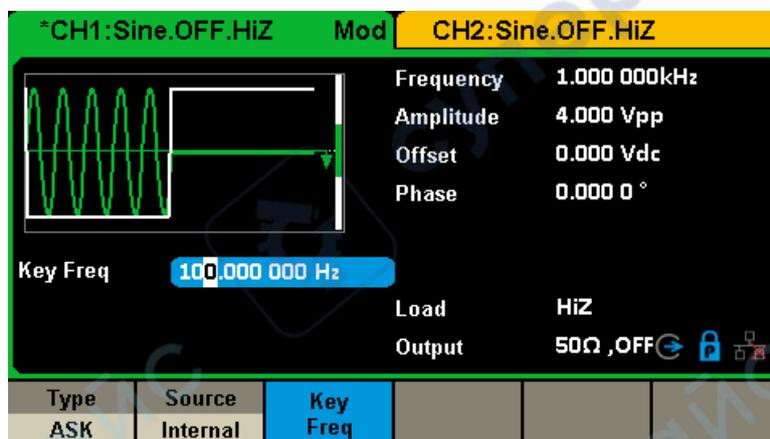 *CH1:Sine.OFF.HiZ Mod CH2:Sine.OFF.HiZ
Frequency 1.000 000kHz
Amplitude 4.000 Vpp
Offset 0.000 Vdc
Phase 0.000 0 °
Key Freq 100.000 000 Hz
Load HiZ
Output 50Ω ,OFF P
Type Source Key Freq
ASK Internal